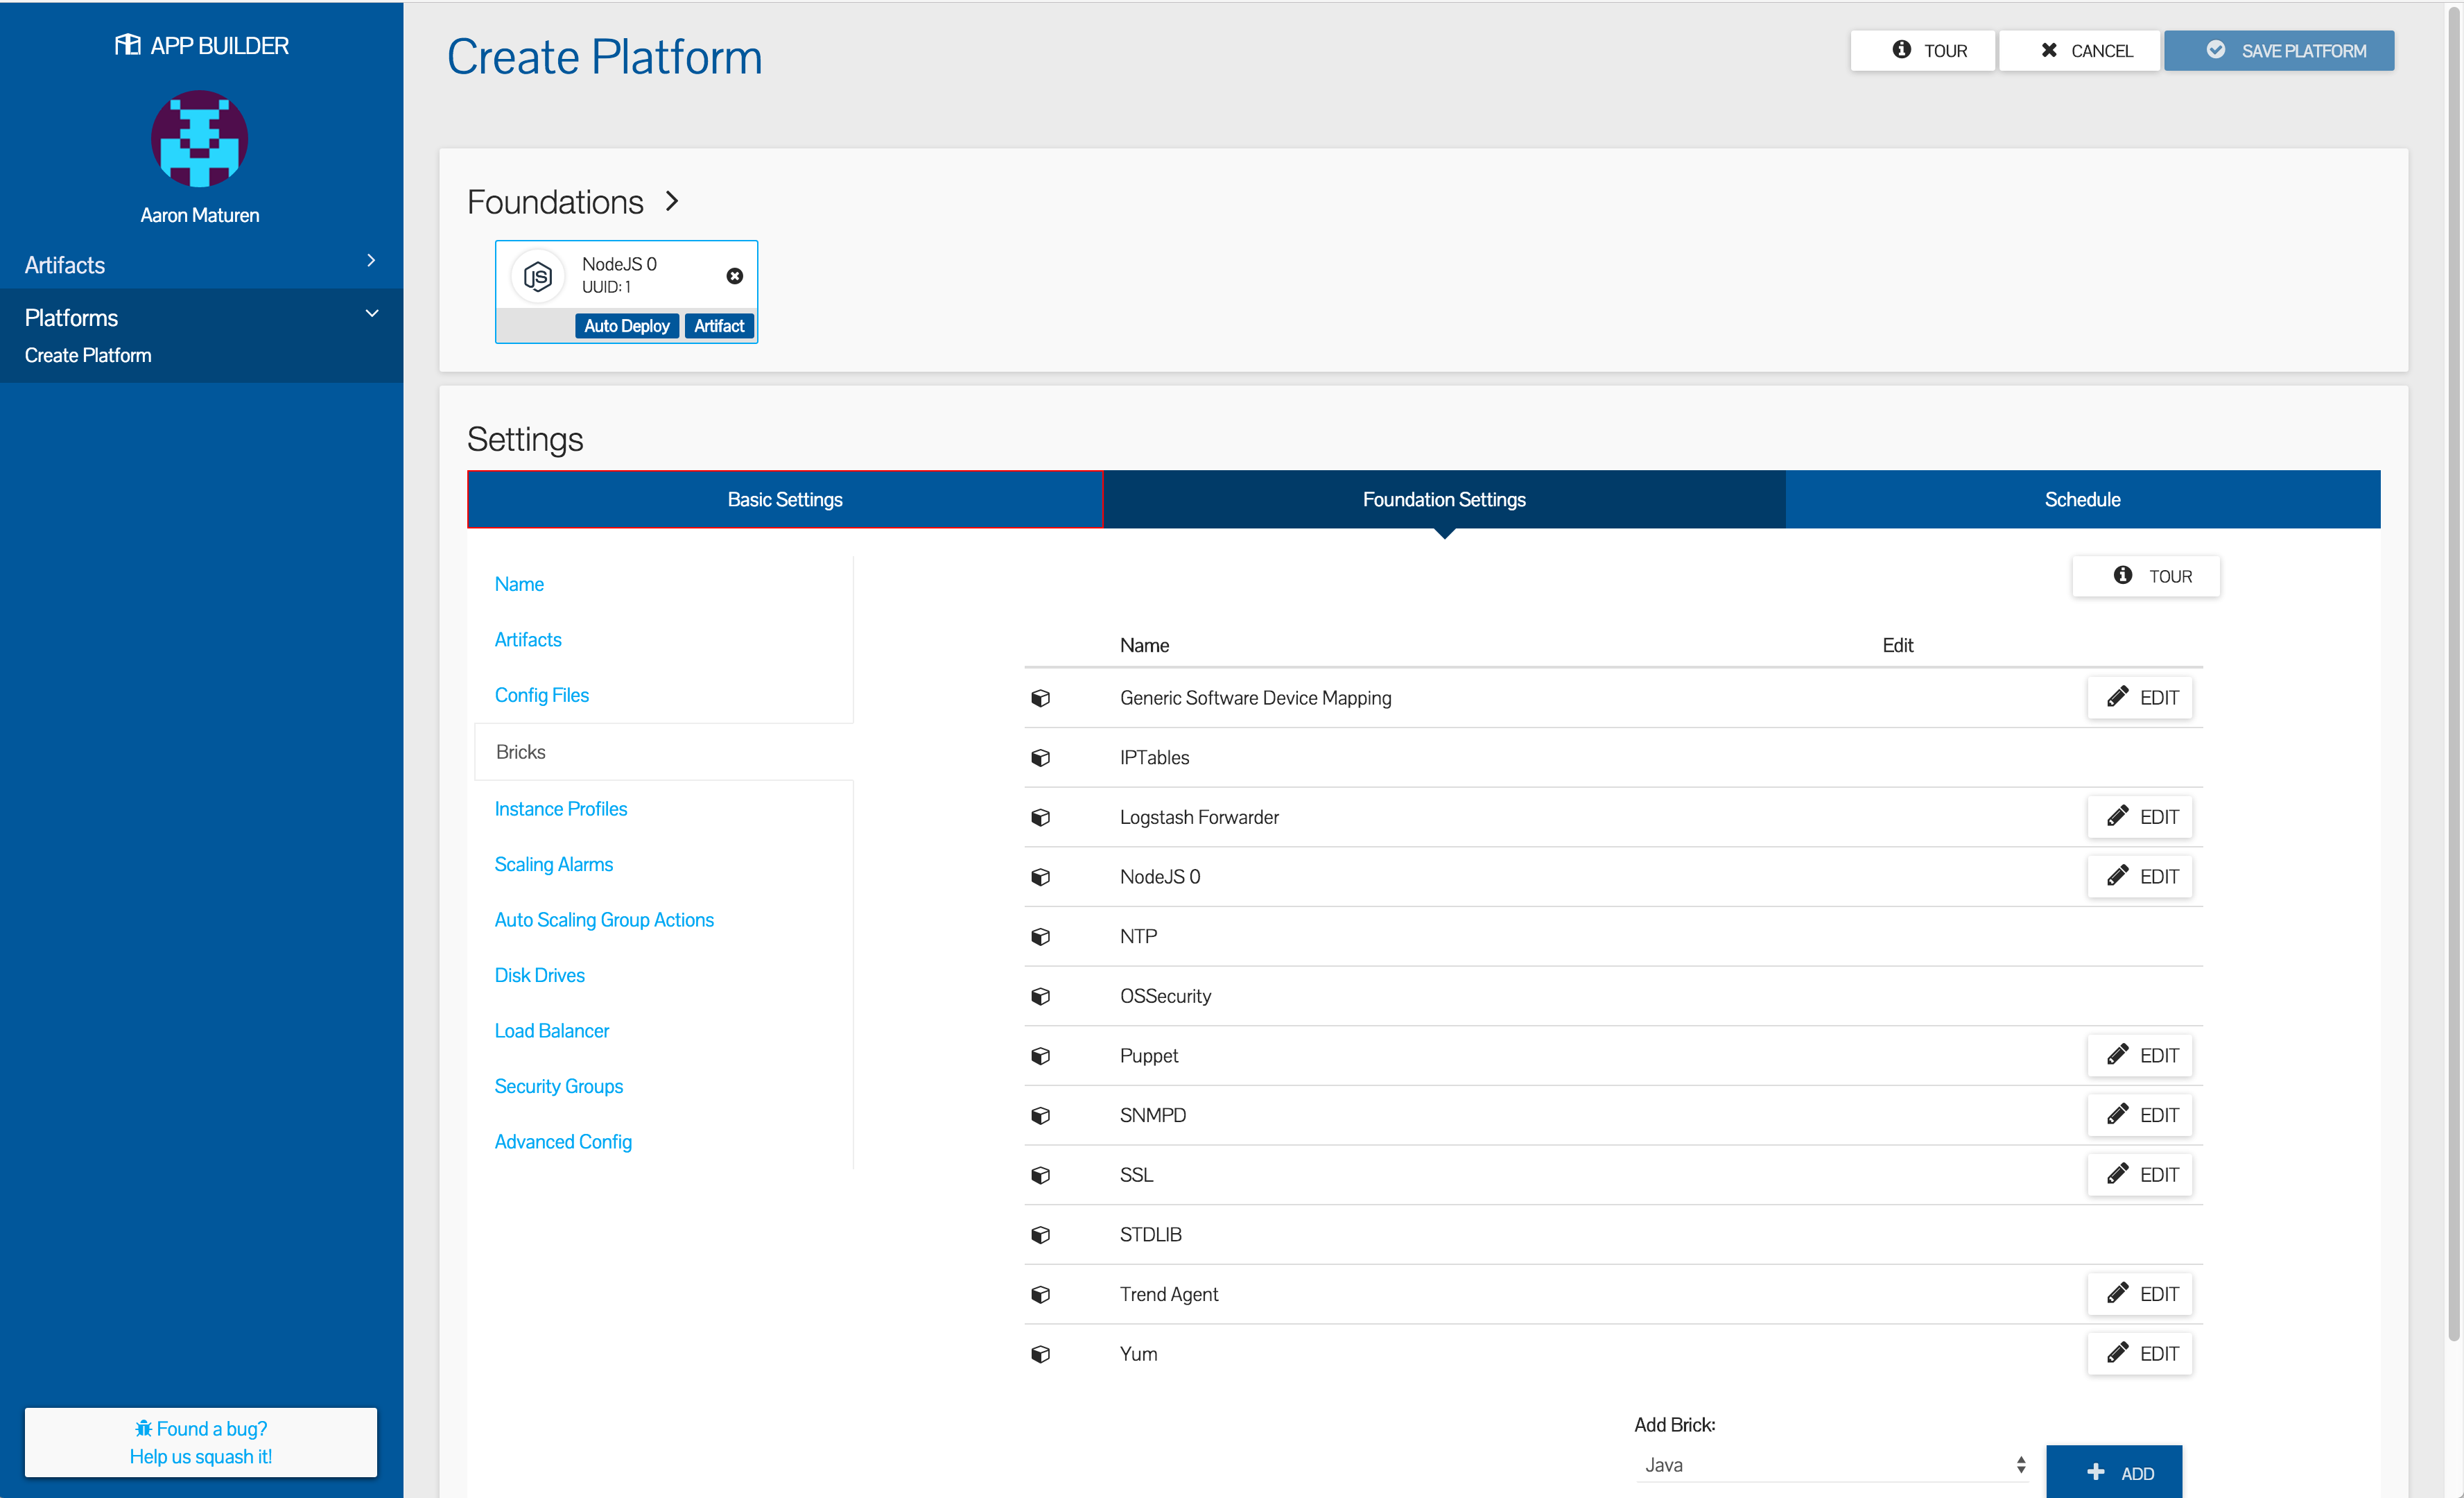 APP BUILDER
Aaron Maturen
Artifacts
Platforms
Create Platform
Found a bug?
Help us squash it!
Create Platform
TOUR
CANCEL
SAVE PLATFORM
Foundations
JS
NodeJS 0
UUID: 1
Auto Deploy
Artifact
Settings
Basic Settings
Foundation Settings
Schedule
Name
Artifacts
Config Files
Bricks
Instance Profiles
Scaling Alarms
Auto Scaling Group Actions
Disk Drives
Load Balancer
Security Groups
Advanced Config
TOUR
Name Edit
Generic Software Device Mapping EDIT
IPTables
Logstash Forwarder EDIT
NodeJS 0 EDIT
NTP
OSSecurity
Puppet EDIT
SNMPD EDIT
SSL EDIT
STDLIB
Trend Agent EDIT
Yum EDIT
Add Brick:
Java
ADD